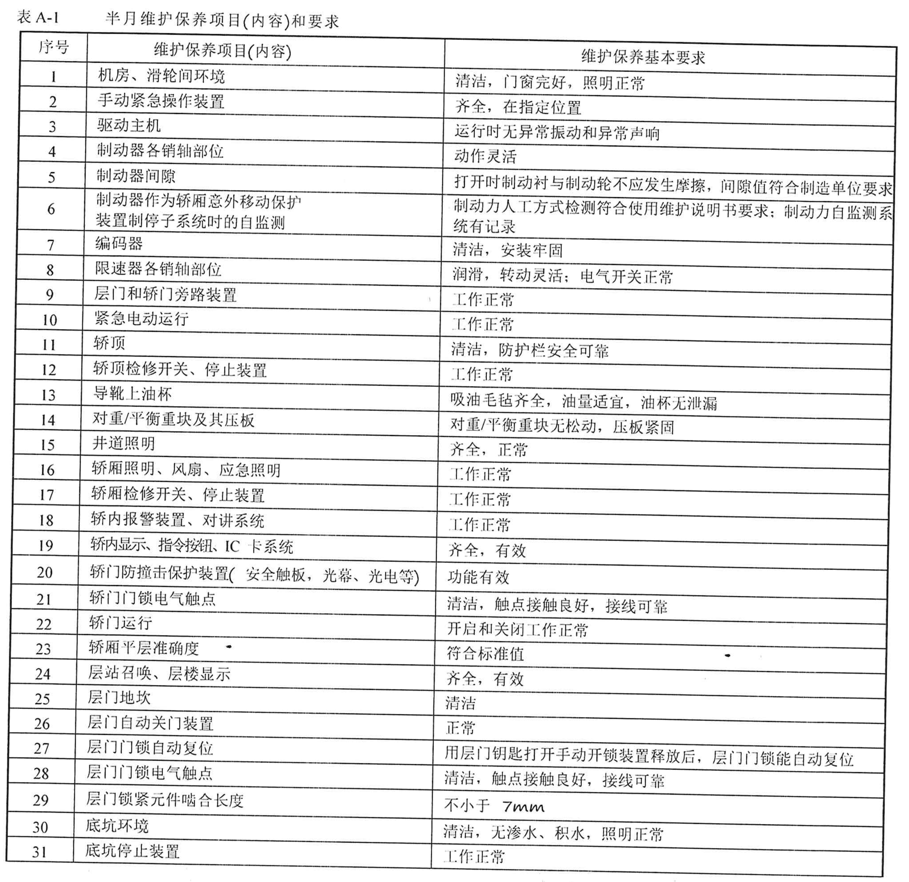 表 A-1 半月维护保养项目(内容)和要求
序号 维护保养项目(内容) 维护保养基本要求
1 机房、滑轮间环境 清洁，门窗完好，照明正常
2 手动紧急操作装置 齐全，在指定位置
3 驱动主机 运行时无异常振动和异常声响
4 制动器各销轴部位 动作灵活
5 制动器间隙 打开时制动衬与制动轮不应发生摩擦，间隙值符合制造单位要求
6 制动器作为轿厢意外移动保护 制动力人工方式检测符合使用维护说明书要求；制动力自监测系
装置制停子系统时的自监测 统有记录
7 编码器 清洁，安装牢固
8 限速器各销轴部位 润滑，转动灵活；电气开关正常
9 层门和轿门旁路装置 工作正常
10 紧急电动运行 工作正常
11 轿顶 清洁，防护栏安全可靠
12 轿顶检修开关、停止装置 工作正常
13 导靴上油杯 吸油毛毡齐全，油量适宜，油杯无泄漏
14 对重/平衡重块及其压板 对重/平衡重块无松动，压板紧固
15 井道照明 齐全，正常
16 轿厢照明、风扇、应急照明 工作正常
17 轿厢检修开关、停止装置 工作正常
18 轿内报警装置、对讲系统 工作正常
19 轿内显示、指令按钮、IC 卡系统 齐全，有效
20 轿门防撞击保护装置( 安全触板，光幕、光电等) 功能有效
21 轿门门锁电气触点 清洁，触点接触良好，接线可靠
22 轿门运行 开启和关闭工作正常
23 轿厢平层准确度 符合标准值
24 层站召唤、层楼显示 齐全，有效
25 层门地坎 清洁
26 层门自动关门装置 正常
27 层门门锁自动复位 用层门钥匙打开手动开锁装置释放后，层门门锁能自动复位
28 层门门锁电气触点 清洁，触点接触良好，接线可靠
29 层门锁紧元件啮合长度 不小于 7mm
30 底坑环境 清洁，无渗水、积水，照明正常
31 底坑停止装置 工作正常